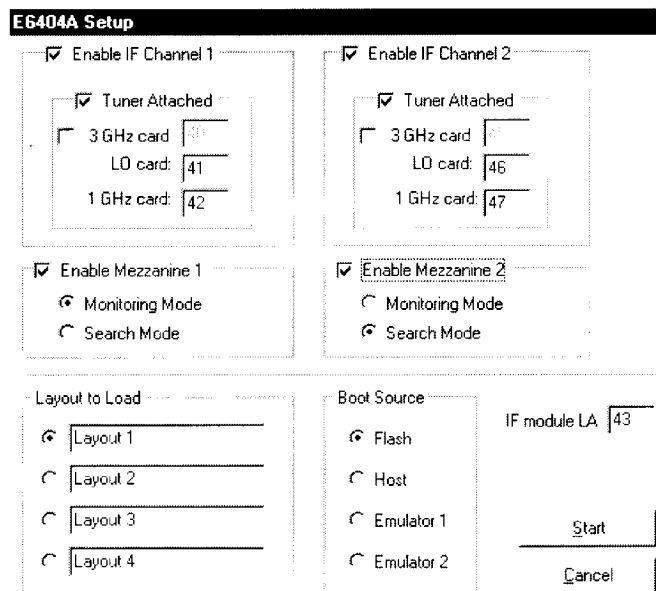 E6404A Setup
Enable IF Channel 1
Enable IF Channel 2
Tuner Attached
Tuner Attached
3 GHz card
3 GHz card
LO card: 41
LO card: 46
1 GHz card: 42
1 GHz card: 47
Enable Mezzanine 1
Enable Mezzanine 2
Monitoring Mode
Monitoring Mode
Search Mode
Search Mode
Layout to Load
Boot Source
IF module LA 43
Layout 1
Flash
Layout 2
Host
Layout 3
Emulator 1
Start
Layout 4
Emulator 2
Cancel